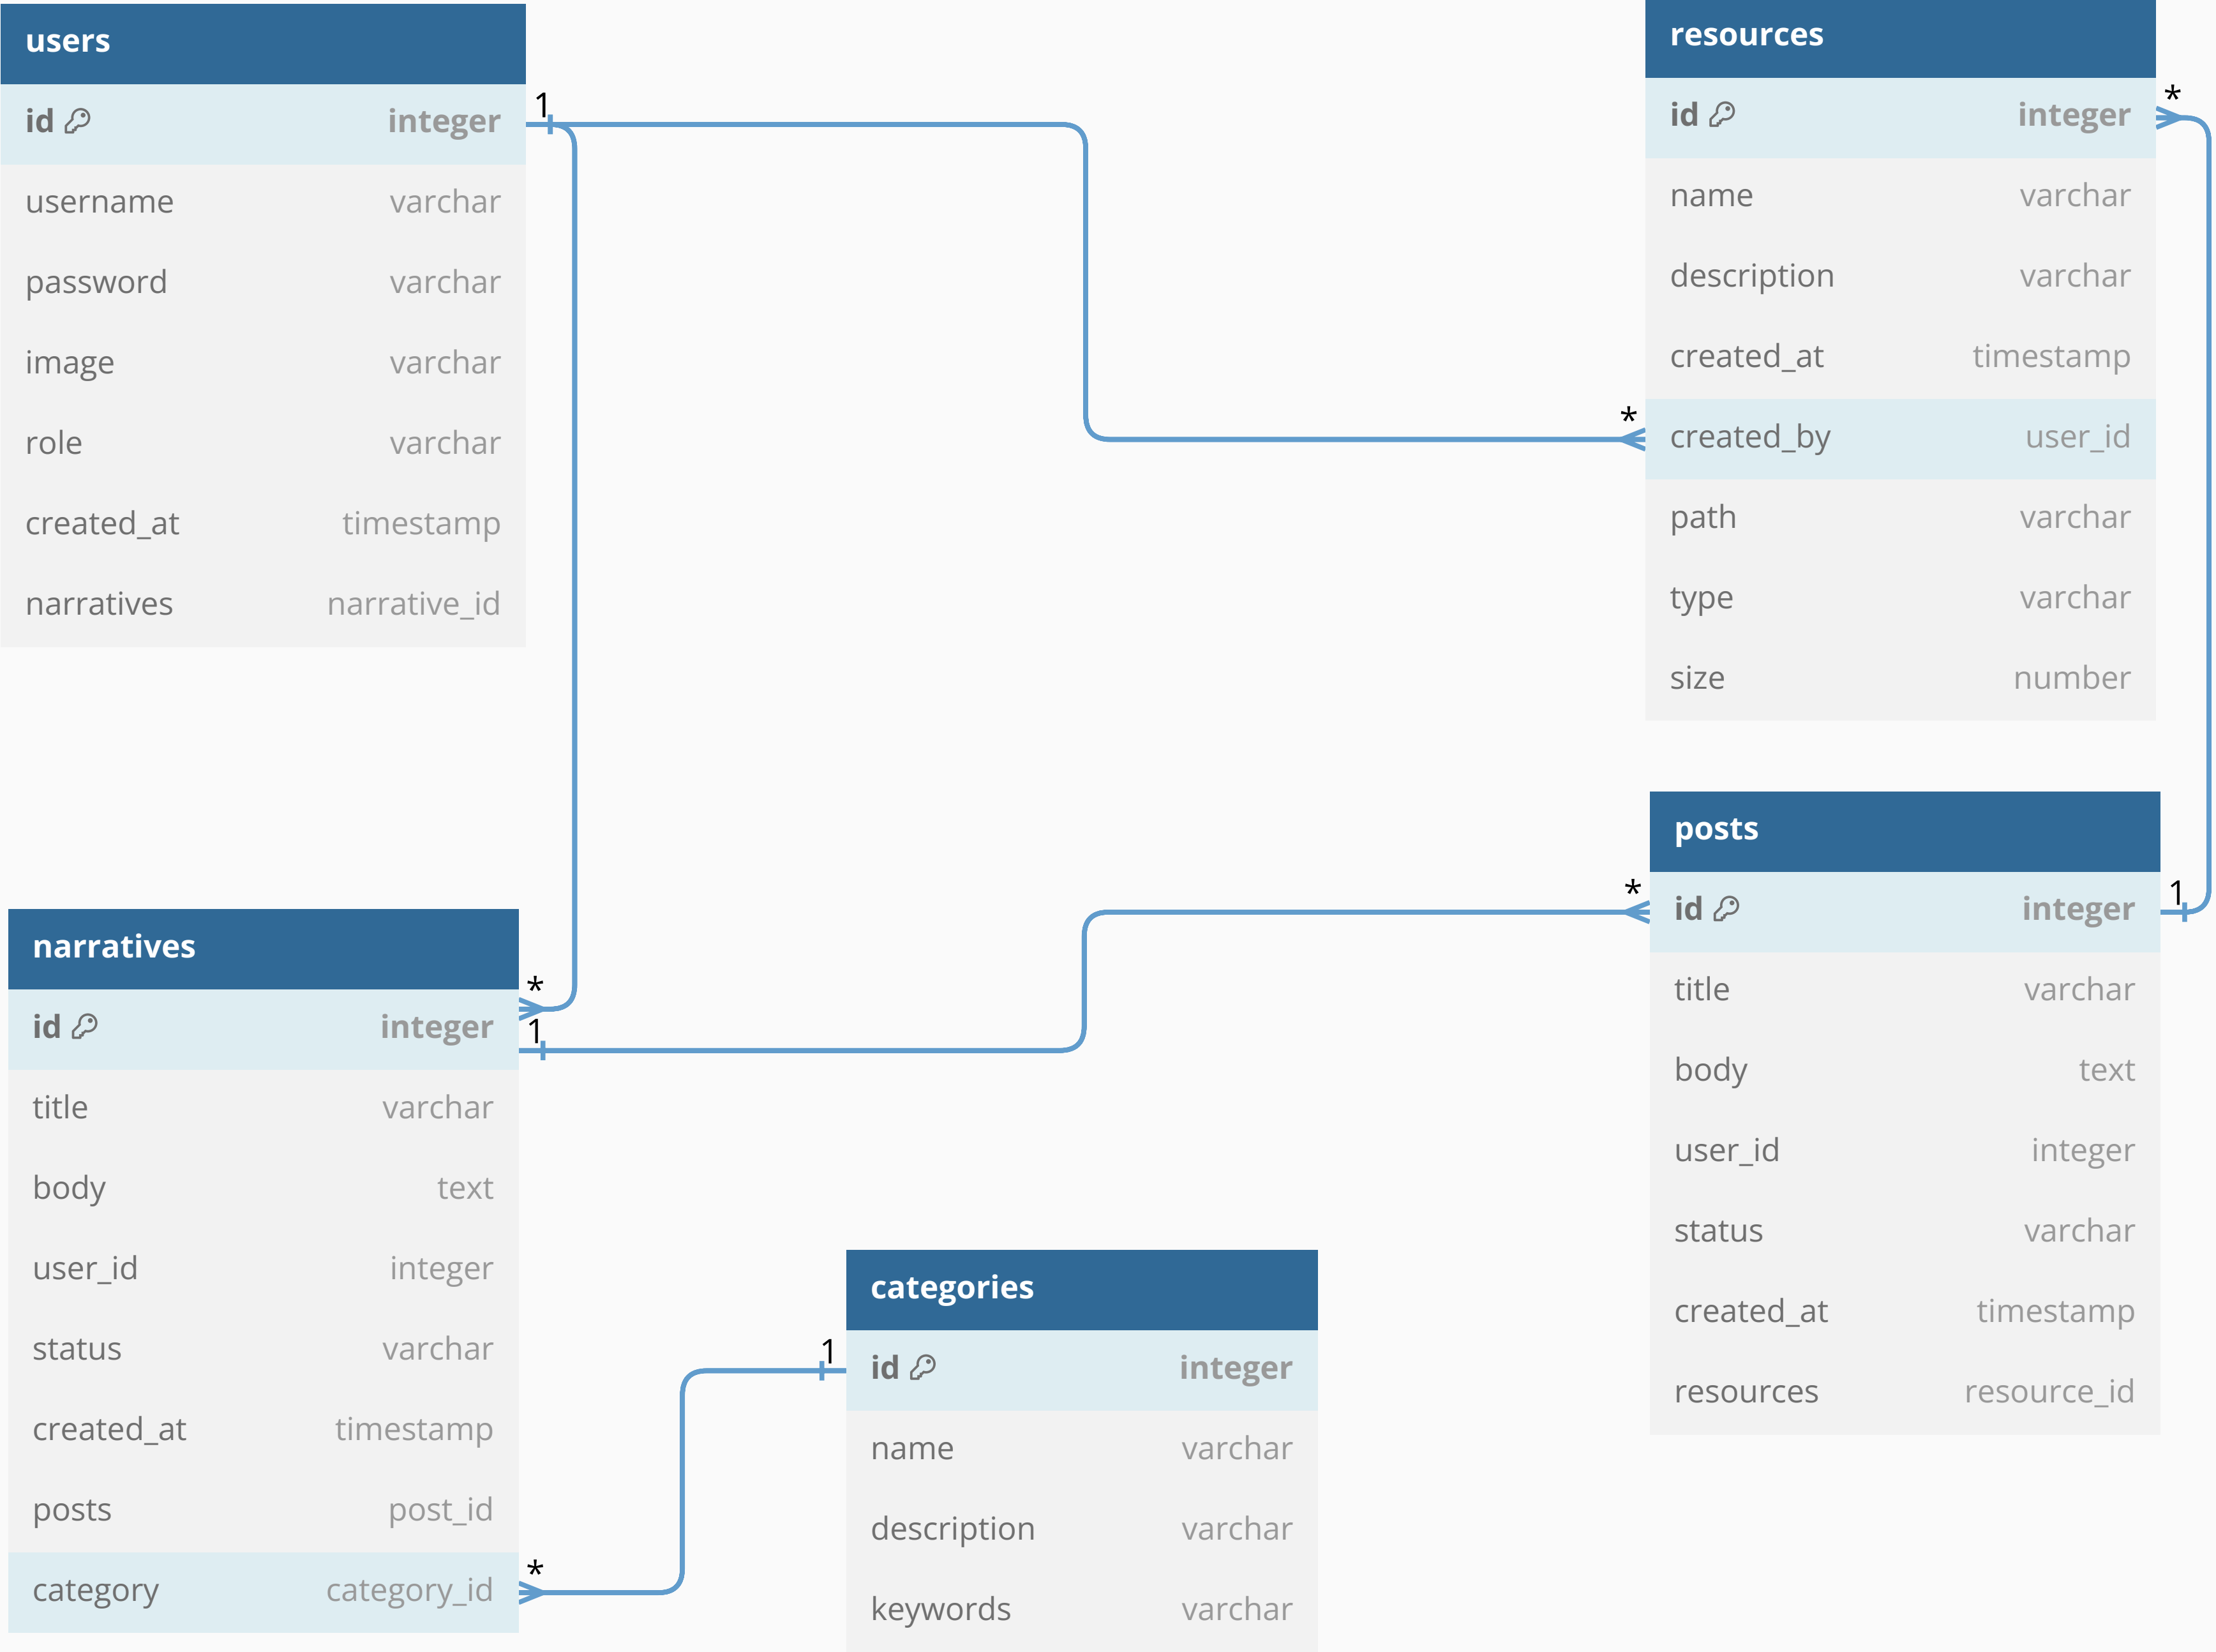 users
id integer
username varchar
password varchar
image varchar
role varchar
created_at timestamp
narratives narrative_id
1
resources
id integer
name varchar
description varchar
created_at timestamp
created_by user_id
path varchar
type varchar
size number
*
*
narratives
id integer
title varchar
body text
user_id integer
status varchar
created_at timestamp
posts post_id
category category_id
*
1
*
categories
id integer
name varchar
description varchar
keywords varchar
1
posts
id integer
title varchar
body text
user_id integer
status varchar
created_at timestamp
resources resource_id
*
1